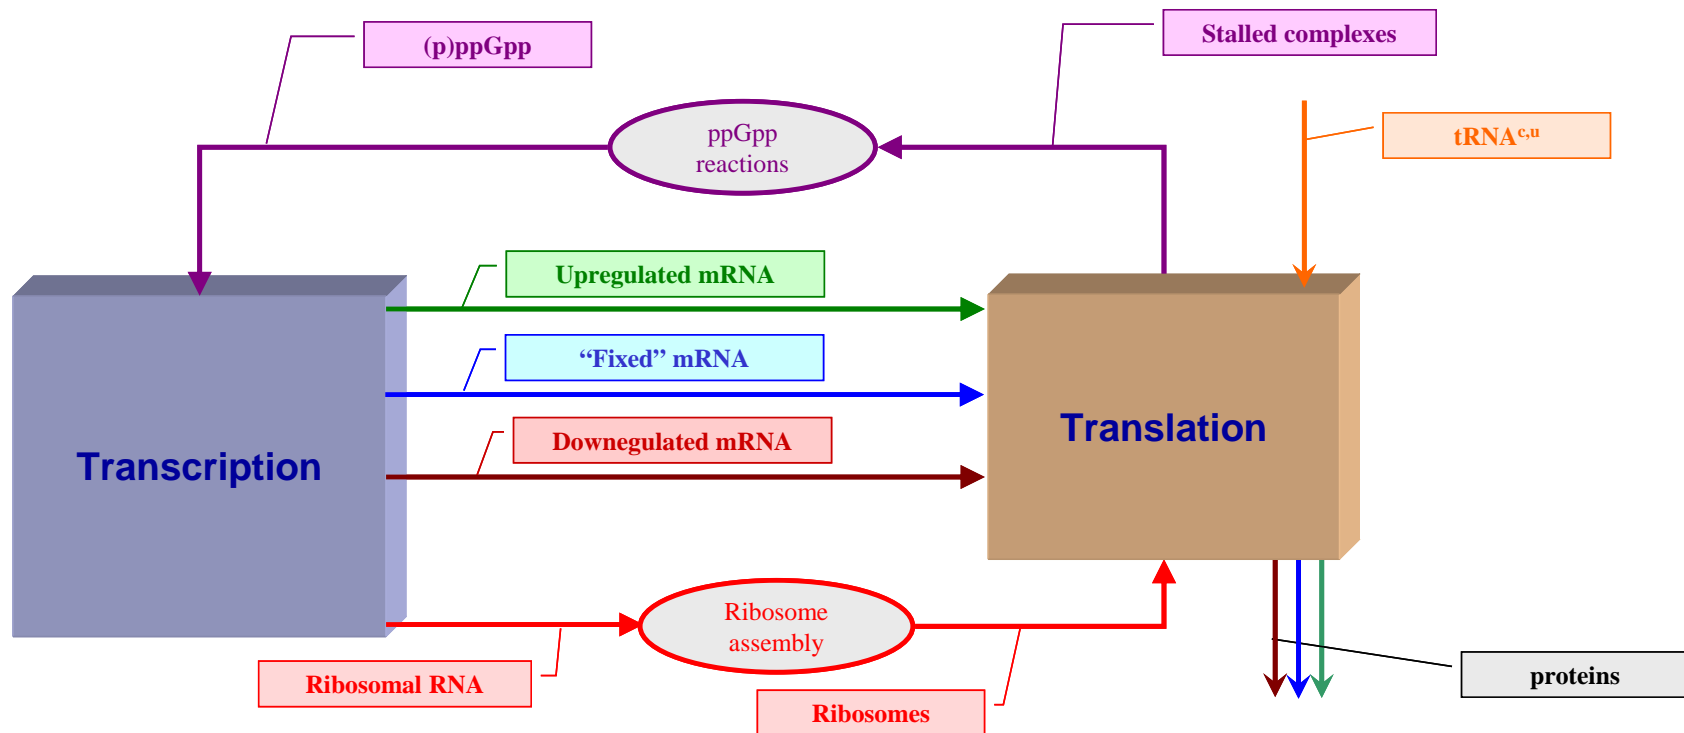 (p)ppGpp
Stalled complexes
ppGpp
reactions
tRNAc,u
Upregulated mRNA
“Fixed” mRNA
Downegulated mRNA
Transcription
Translation
Ribosome
assembly
Ribosomal RNA
Ribosomes
proteins